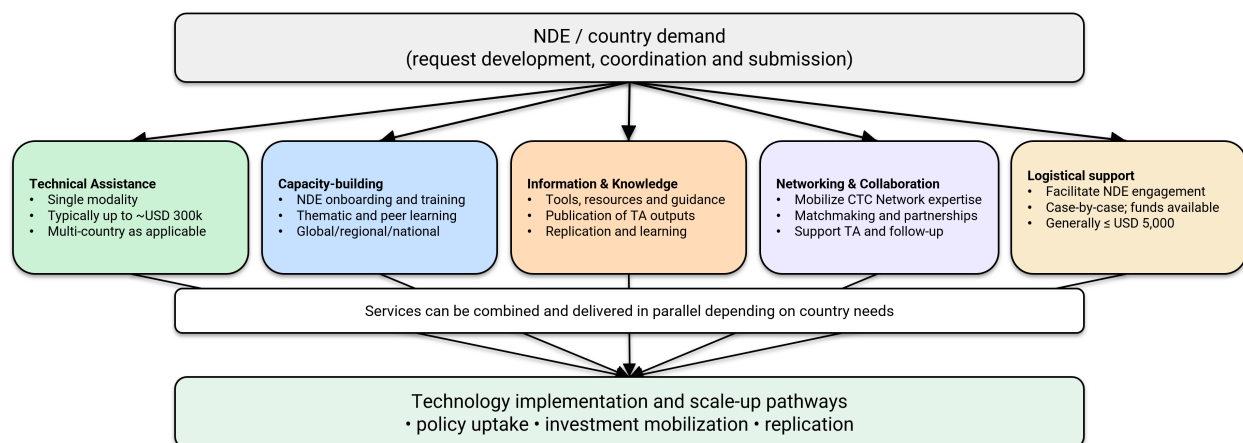 NDE / country demand
(request development, coordination and submission)
Technical Assistance
• Single modality
• Typically up to ~USD 300k
• Multi-country as applicable
Capacity-building
• NDE onboarding and training
• Thematic and peer learning
• Global/regional/national
Information & Knowledge
• Tools, resources and guidance
• Publication of TA outputs
• Replication and learning
Networking & Collaboration
• Mobilize CTC Network expertise
• Matchmaking and partnerships
• Support TA and follow-up
Logistical support
• Facilitate NDE engagement
• Case-by-case; funds available
• Generally ≤ USD 5,000
Services can be combined and delivered in parallel depending on country needs
Technology implementation and scale-up pathways
• policy uptake • investment mobilization • replication